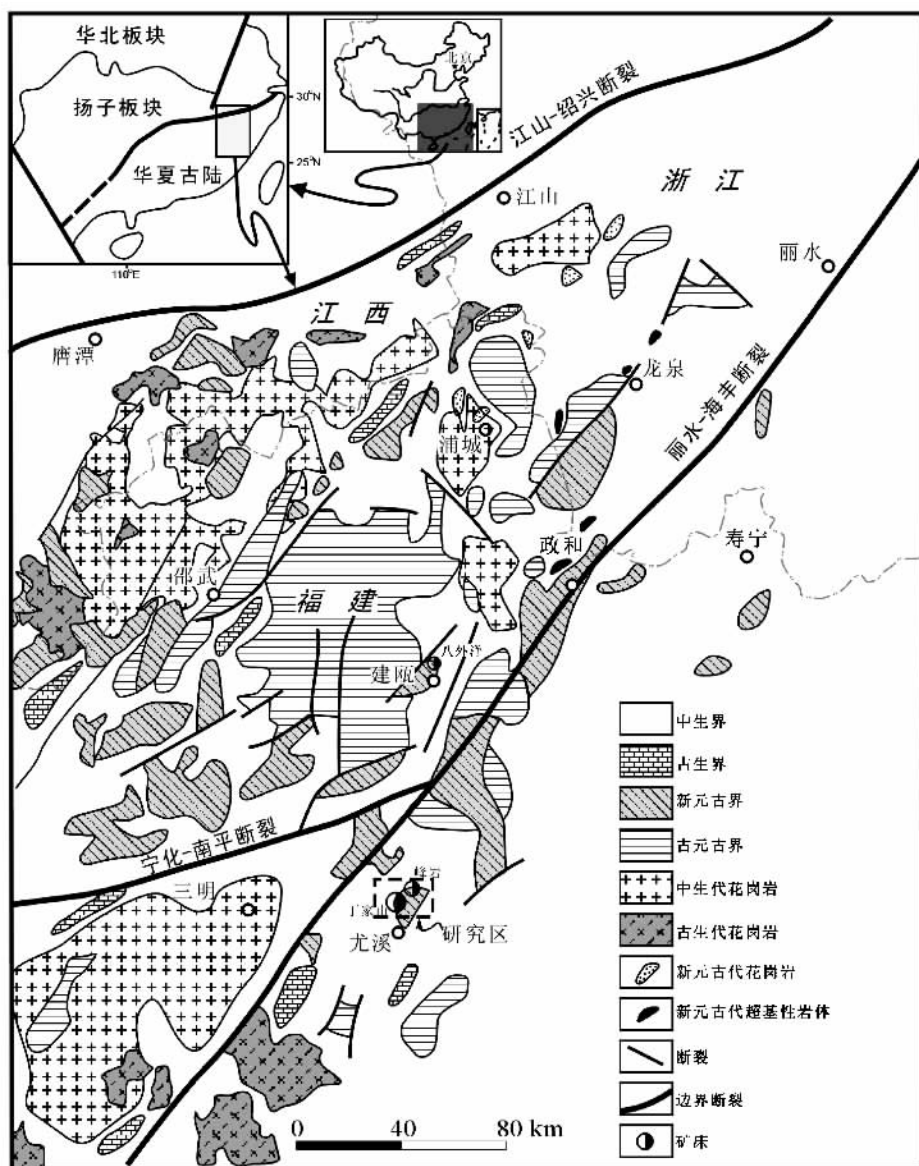 华北板块
扬子板块
华夏古陆
30°N
25°N
110°E
北京
江山-绍兴断裂
浙 江
江山
丽水
江 西
鹰潭
龙泉
丽水-海丰断裂
浦城
政和
寿宁
邵武
福 建
八外洋
建瓯
宁化-南平断裂
三明
峰岩
丁家山
尤溪
研究区
中生界
古生界
新元古界
古元古界
中生代花岗岩
古生代花岗岩
新元古代花岗岩
新元古代超基性岩体
断裂
边界断裂
矿床
0 40 80 km